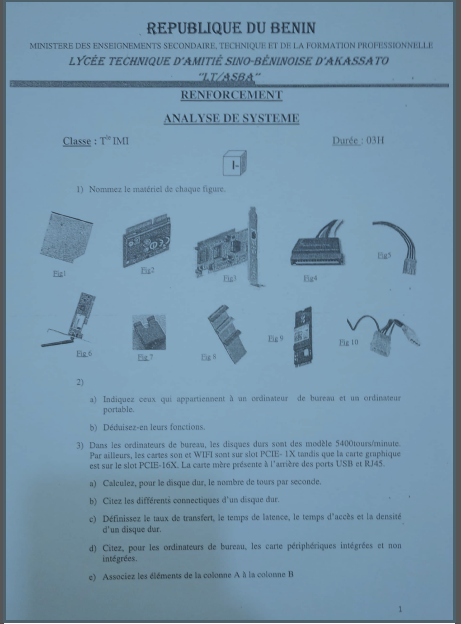 REPUBLIQUE DU BENIN
MINISTERE DES ENSEIGNEMENTS SECONDAIRE, TECHNIQUE ET DE LA FORMATION PROFESSIONNELLE
LYCÉE TECHNIQUE D'AMITIÉ SINO-BÉNINOISE D'AKASSATO
"LT/ASBA"
RENFORCEMENT
ANALYSE DE SYSTEME
Classe : Tle IMI Durée : 03H
1) Nommez le matériel de chaque figure.
Fig1 Fig2 Fig3 Fig4 Fig5
Fig 6 Fig 7 Fig 8 Fig 9 Fig 10
2)
a) Indiquez ceux qui appartiennent à un ordinateur de bureau et un ordinateur
portable.
b) Déduisez-en leurs fonctions.
3) Dans les ordinateurs de bureau, les disques durs sont des modèle 5400tours/minute.
Par ailleurs, les cartes son et WIFI sont sur slot PCIE- 1X tandis que la carte graphique
est sur le slot PCIE-16X. La carte mère présente à l'arrière des ports USB et RJ45.
a) Calculez, pour le disque dur, le nombre de tours par seconde.
b) Citez les différents connectiques d'un disque dur.
c) Définissez le taux de transfert, le temps de latence, le temps d'accès et la densité
d'un disque dur.
d) Citez, pour les ordinateurs de bureau, les carte périphériques intégrées et non
intégrées.
e) Associez les éléments de la colonne A à la colonne B
1